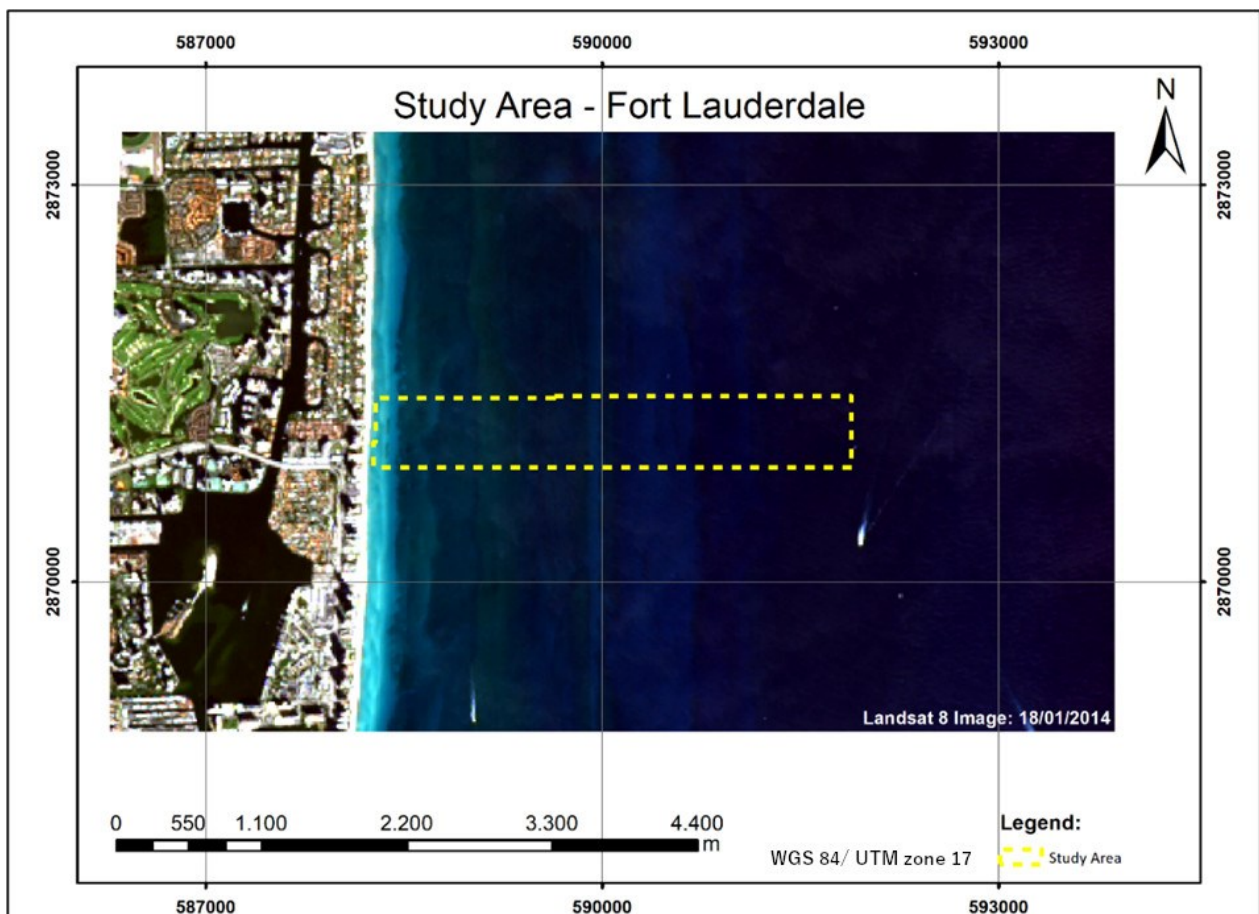 587000 590000 593000
Study Area - Fort Lauderdale
N
2873000 2873000
Landsat 8 Image: 18/01/2014
2870000 2870000
0 550 1.100 2.200 3.300 4.400
m
Legend:
WGS 84/ UTM zone 17
Study Area
587000 590000 593000